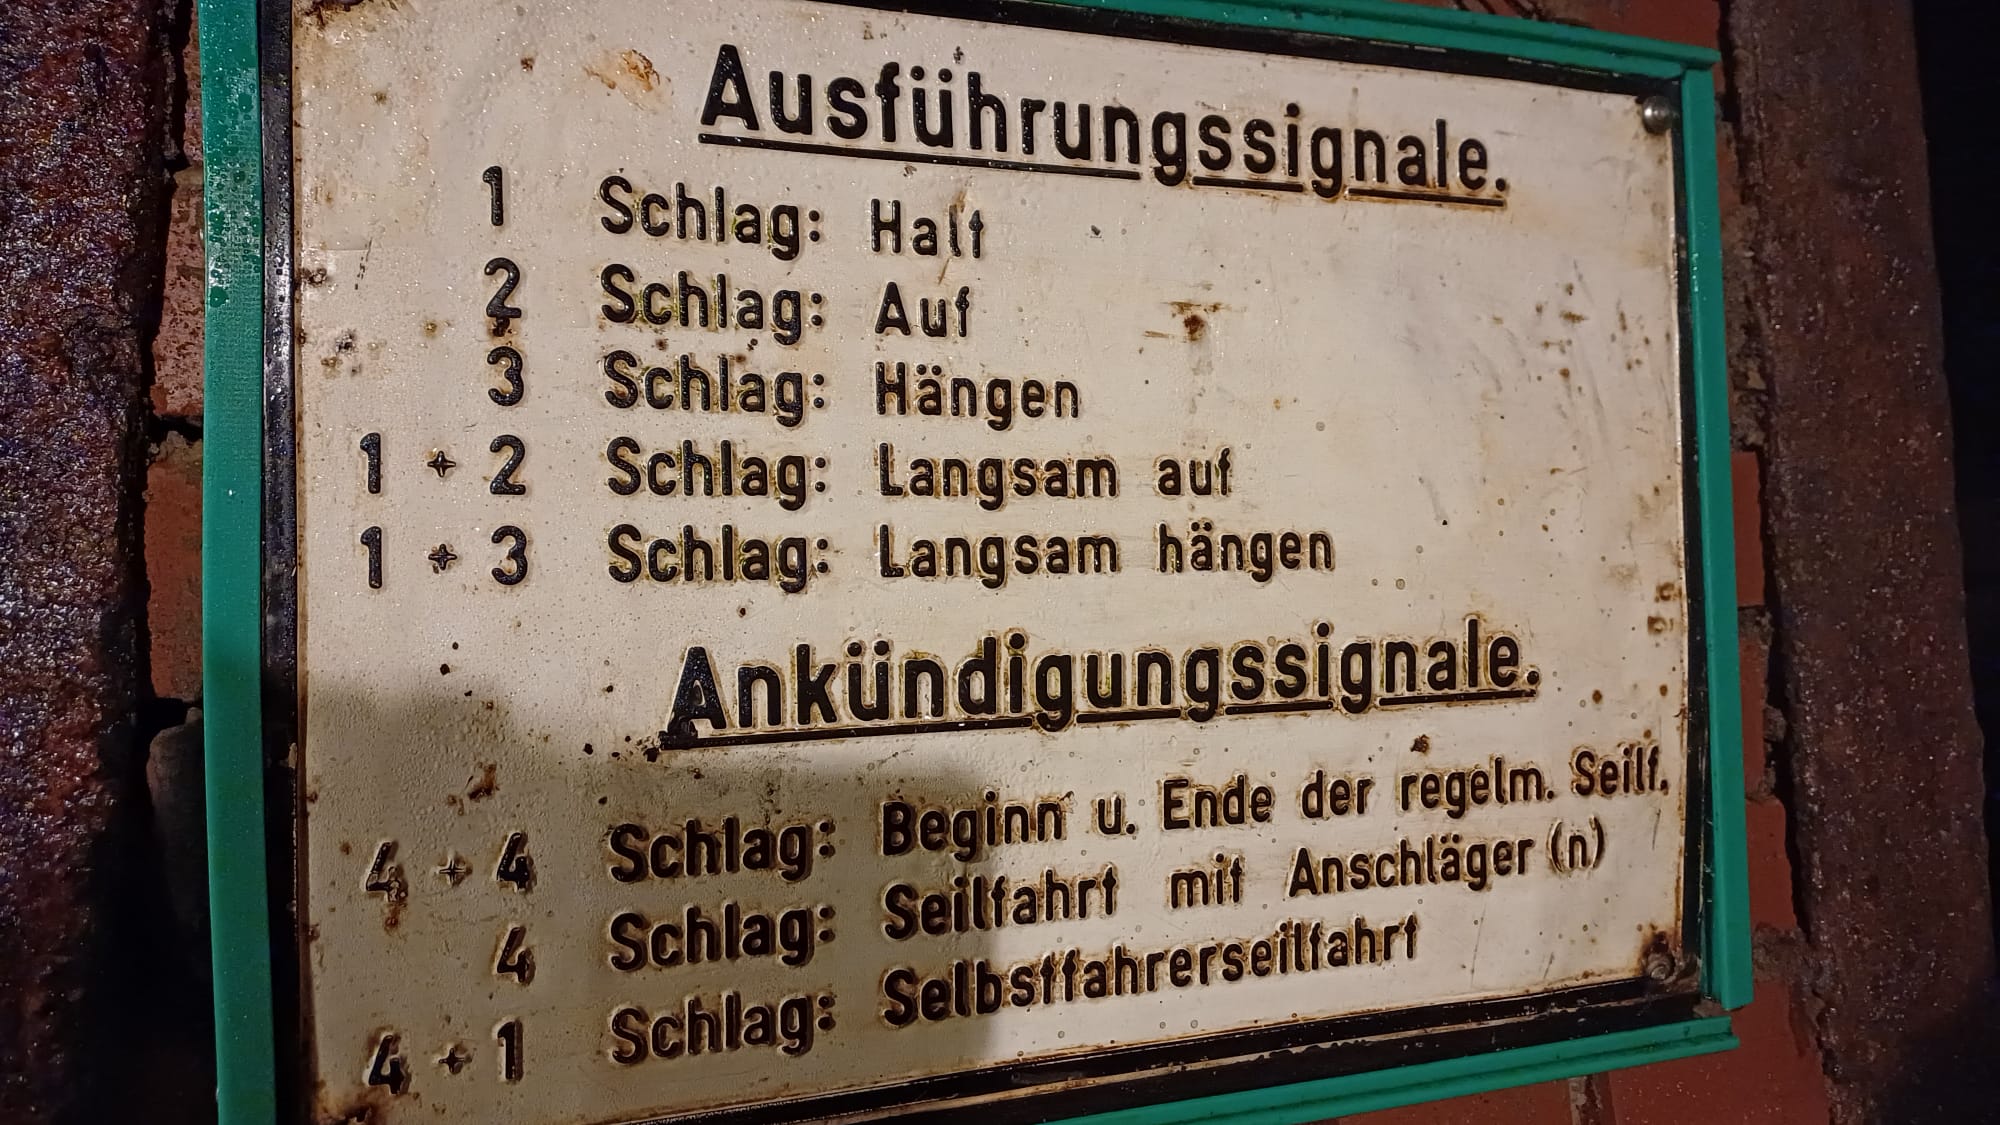 Ausführungssignale.
1 Schlag: Halt
2 Schlag: Auf
3 Schlag: Hängen
1 + 2 Schlag: Langsam auf
1 + 3 Schlag: Langsam hängen
Ankündigungssignale.
4 + 4 Schlag: Beginn u. Ende der regelm. Seilf.
4 Schlag: Seilfahrt mit Anschläger (n)
4 + 1 Schlag: Selbstfahrerseilfahrt